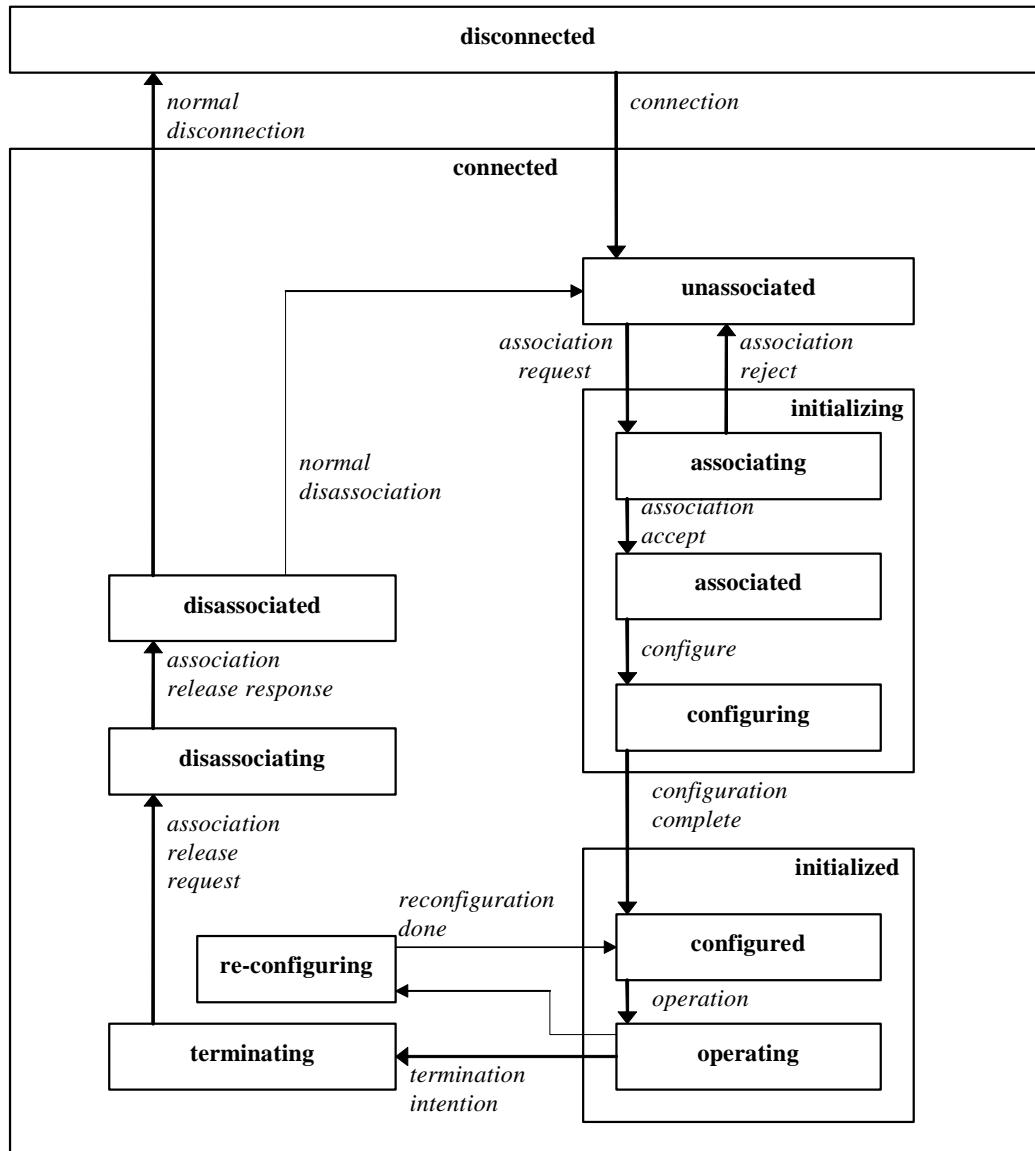 disconnected
normal
disconnection
connection
connected
unassociated
association
request
association
reject
initializing
associating
normal
disassociation
association
accept
associated
disassociated
configure
association
release response
configuring
disassociating
configuration
complete
association
release
request
initialized
reconfiguration
done
configured
re-configuring
operation
terminating
operating
termination
intention